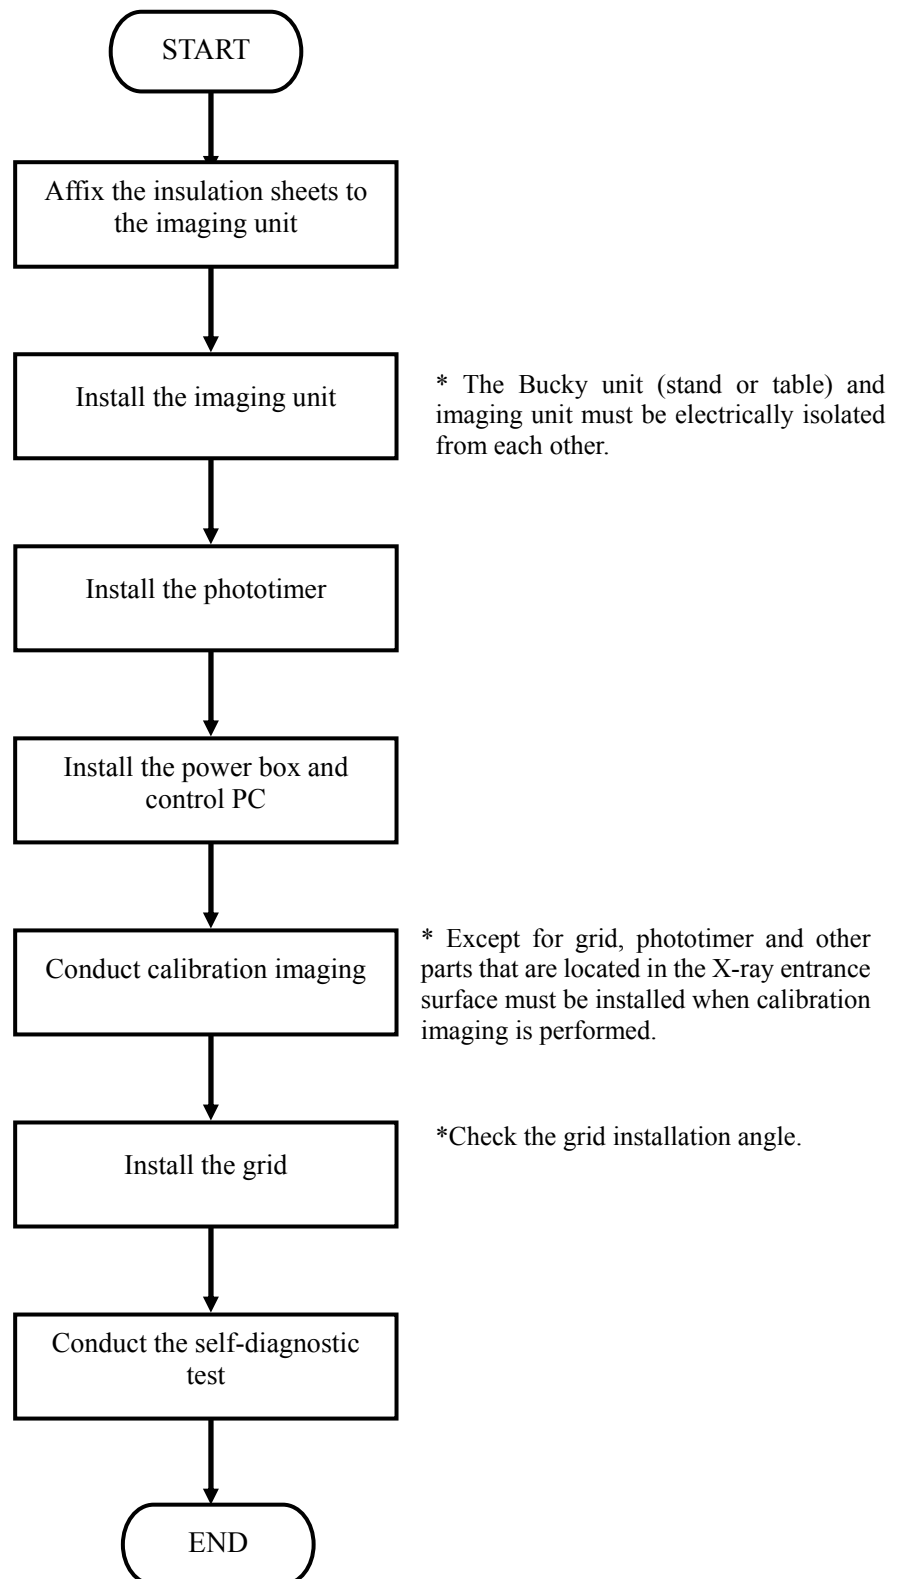 START
Affix the insulation sheets to
the imaging unit
Install the imaging unit
* The Bucky unit (stand or table) and
imaging unit must be electrically isolated
from each other.
Install the phototimer
Install the power box and
control PC
Conduct calibration imaging
* Except for grid, phototimer and other
parts that are located in the X-ray entrance
surface must be installed when calibration
imaging is performed.
Install the grid
*Check the grid installation angle.
Conduct the self-diagnostic
test
END